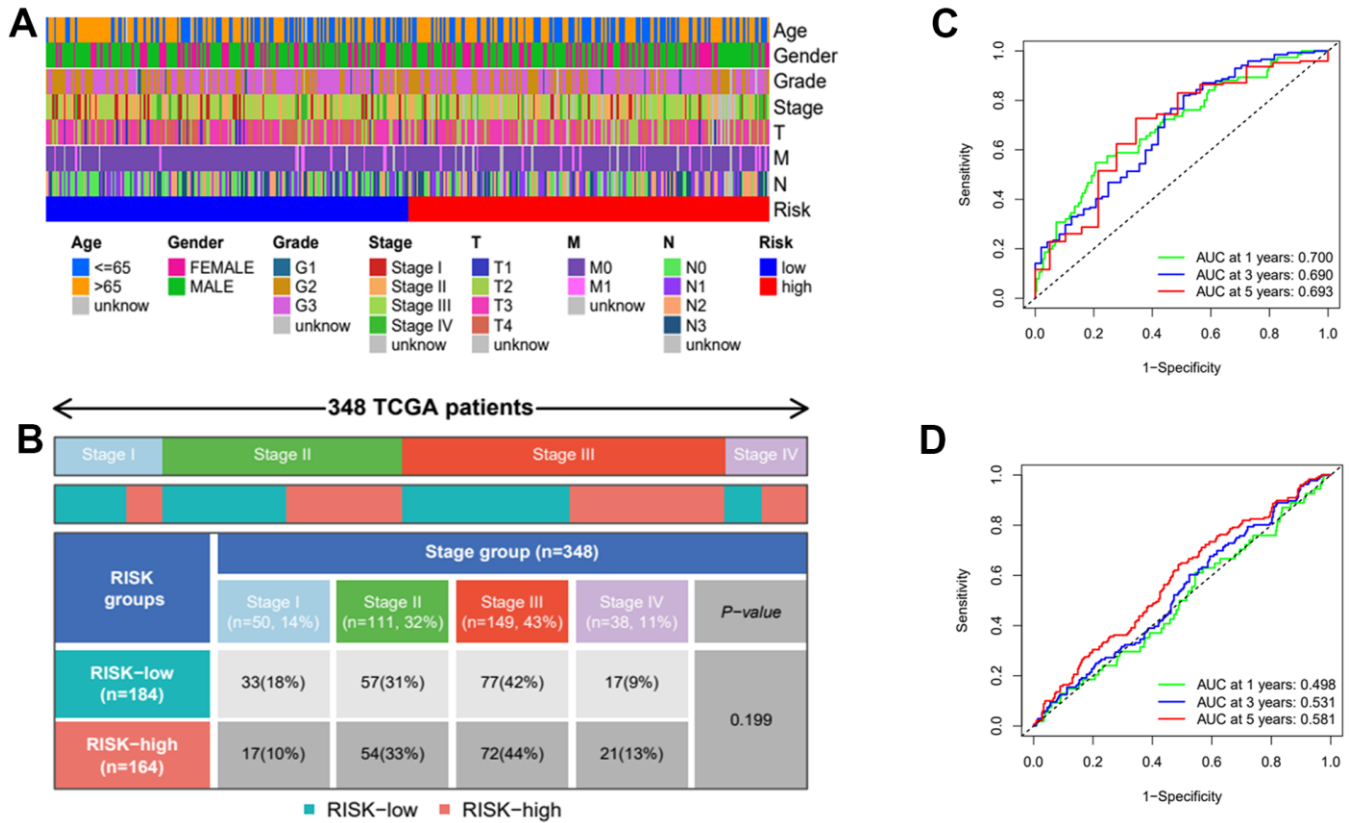 A
Age
Gender
Grade
Stage
T
M
N
Risk
Age
<=65
>65
unknow
Gender
FEMALE
MALE
Grade
G1
G2
G3
unknow
Stage
Stage I
Stage II
Stage III
Stage IV
unknow
T
T1
T2
T3
T4
unknow
M
M0
M1
unknow
N
N0
N1
N2
N3
unknow
Risk
low
high
B
348 TCGA patients
Stage I Stage II Stage III Stage IV
RISK groups
Stage group (n=348)
Stage I (n=50, 14%)
Stage II (n=111, 32%)
Stage III (n=149, 43%)
Stage IV (n=38, 11%)
P−value
RISK−low (n=184)
33(18%) 57(31%) 77(42%) 17(9%)
0.199
RISK−high (n=164)
17(10%) 54(33%) 72(44%) 21(13%)
RISK−low RISK−high
C
Sensitivity
1.0
0.8
0.6
0.4
0.2
0.0
AUC at 1 years: 0.700
AUC at 3 years: 0.690
AUC at 5 years: 0.693
0.0 0.2 0.4 0.6 0.8 1.0
1−Specificity
D
Sensitivity
1.0
0.8
0.6
0.4
0.2
0.0
AUC at 1 years: 0.498
AUC at 3 years: 0.531
AUC at 5 years: 0.581
0.0 0.2 0.4 0.6 0.8 1.0
1−Specificity